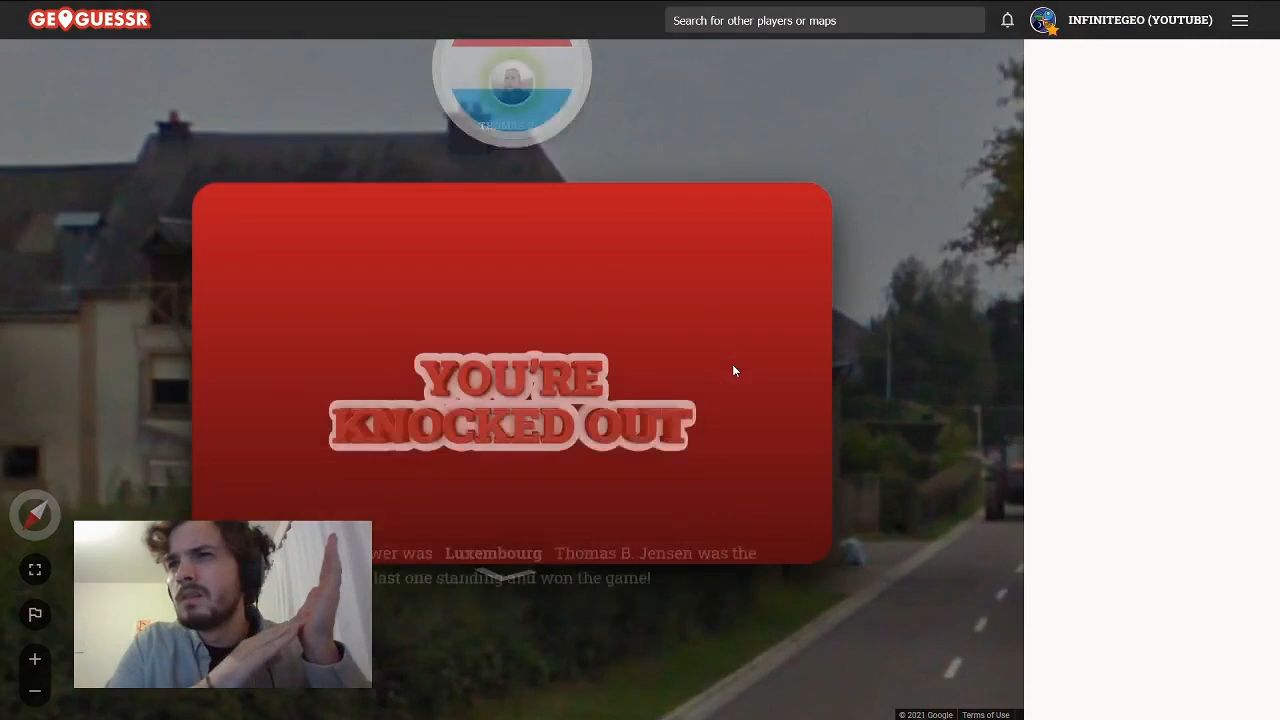 GEOGUESSR
Search for other players or maps
INFINITEGEO (YOUTUBE)
YOU'RE
KNOCKED OUT
was Luxembourg Thomas B. Jensen was the
last one standing and won the game!
© 2021 Google Terms of Use